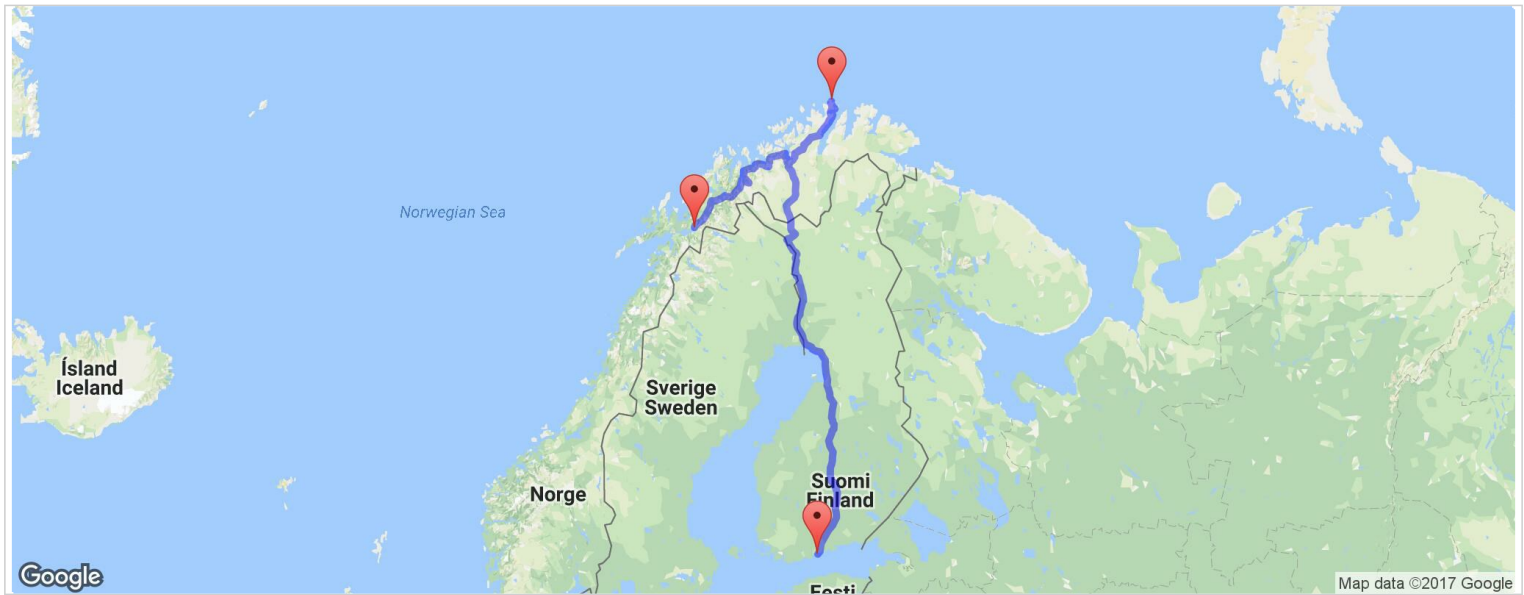 Norwegian Sea
Ísland
Iceland
Sverige
Sweden
Suomi
Finland
Norge
Eesti
Google
Map data ©2017 Google